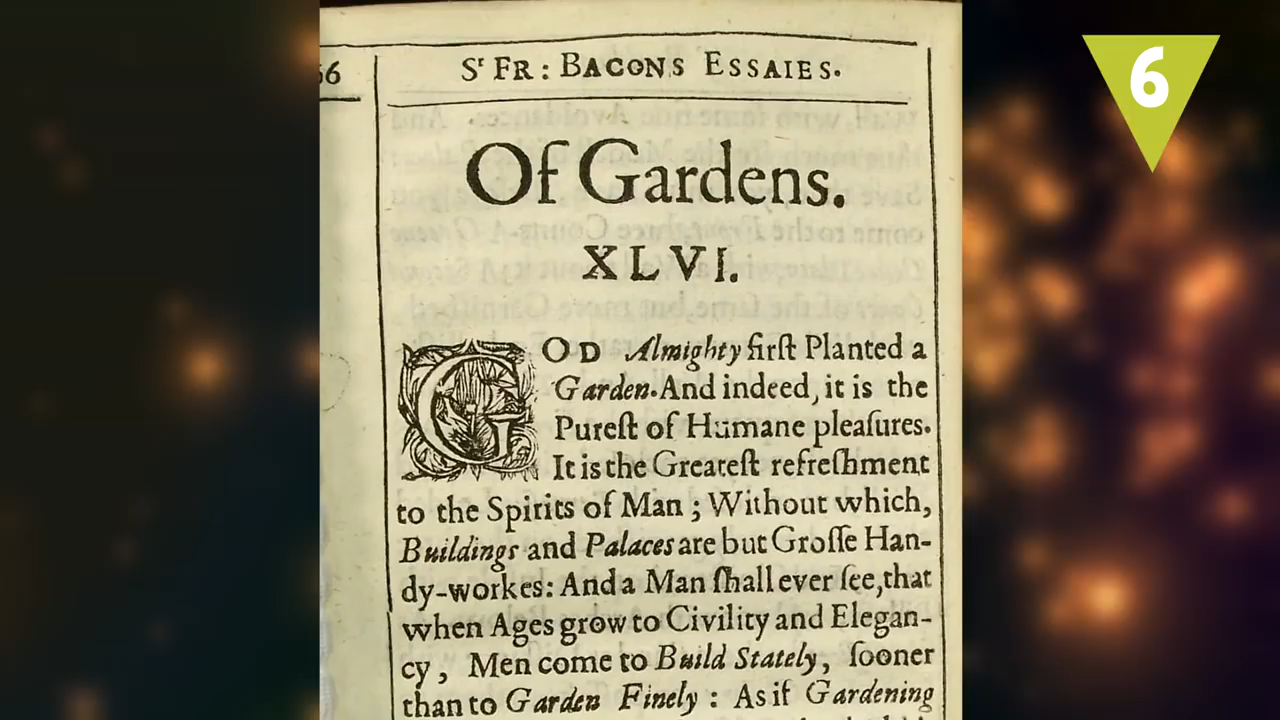 6
Sr FR: BACONS ESSAIES.
Of Gardens.
XLVI.
GOD Almighty firſt Planted a
Garden. And indeed, it is the
Pureſt of Humane pleaſures.
It is the Greateſt refreſhment
to the Spirits of Man; Without which,
Buildings and Palaces are but Groſſe Han-
dy-workes: And a Man ſhall ever ſee, that
when Ages grow to Civility and Elegan-
cy, Men come to Build Stately, ſooner
than to Garden Finely: As if Gardening